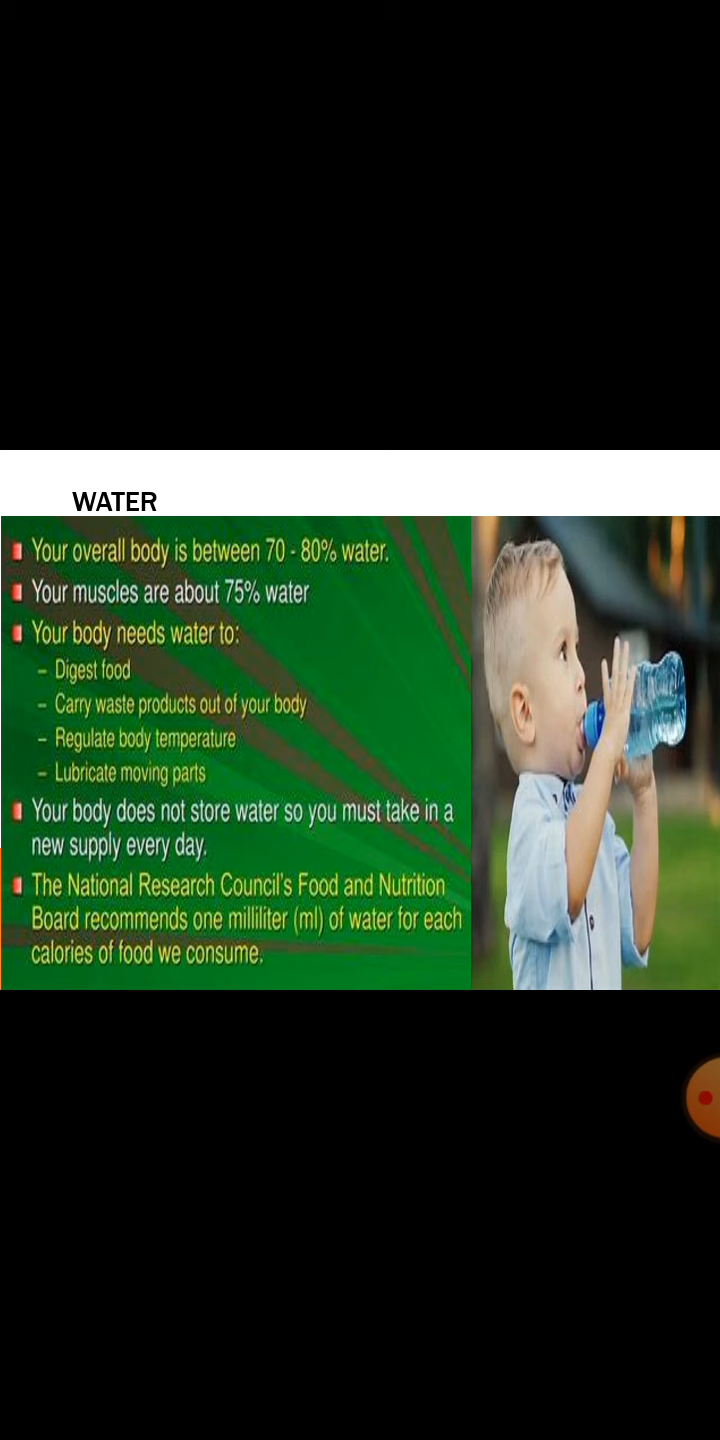 WATER
Your overall body is between 70 - 80% water.
Your muscles are about 75% water
Your body needs water to:
– Digest food
– Carry waste products out of your body
– Regulate body temperature
– Lubricate moving parts
Your body does not store water so you must take in a
new supply every day.
The National Research Council's Food and Nutrition
Board recommends one milliliter (ml) of water for each
calories of food we consume.